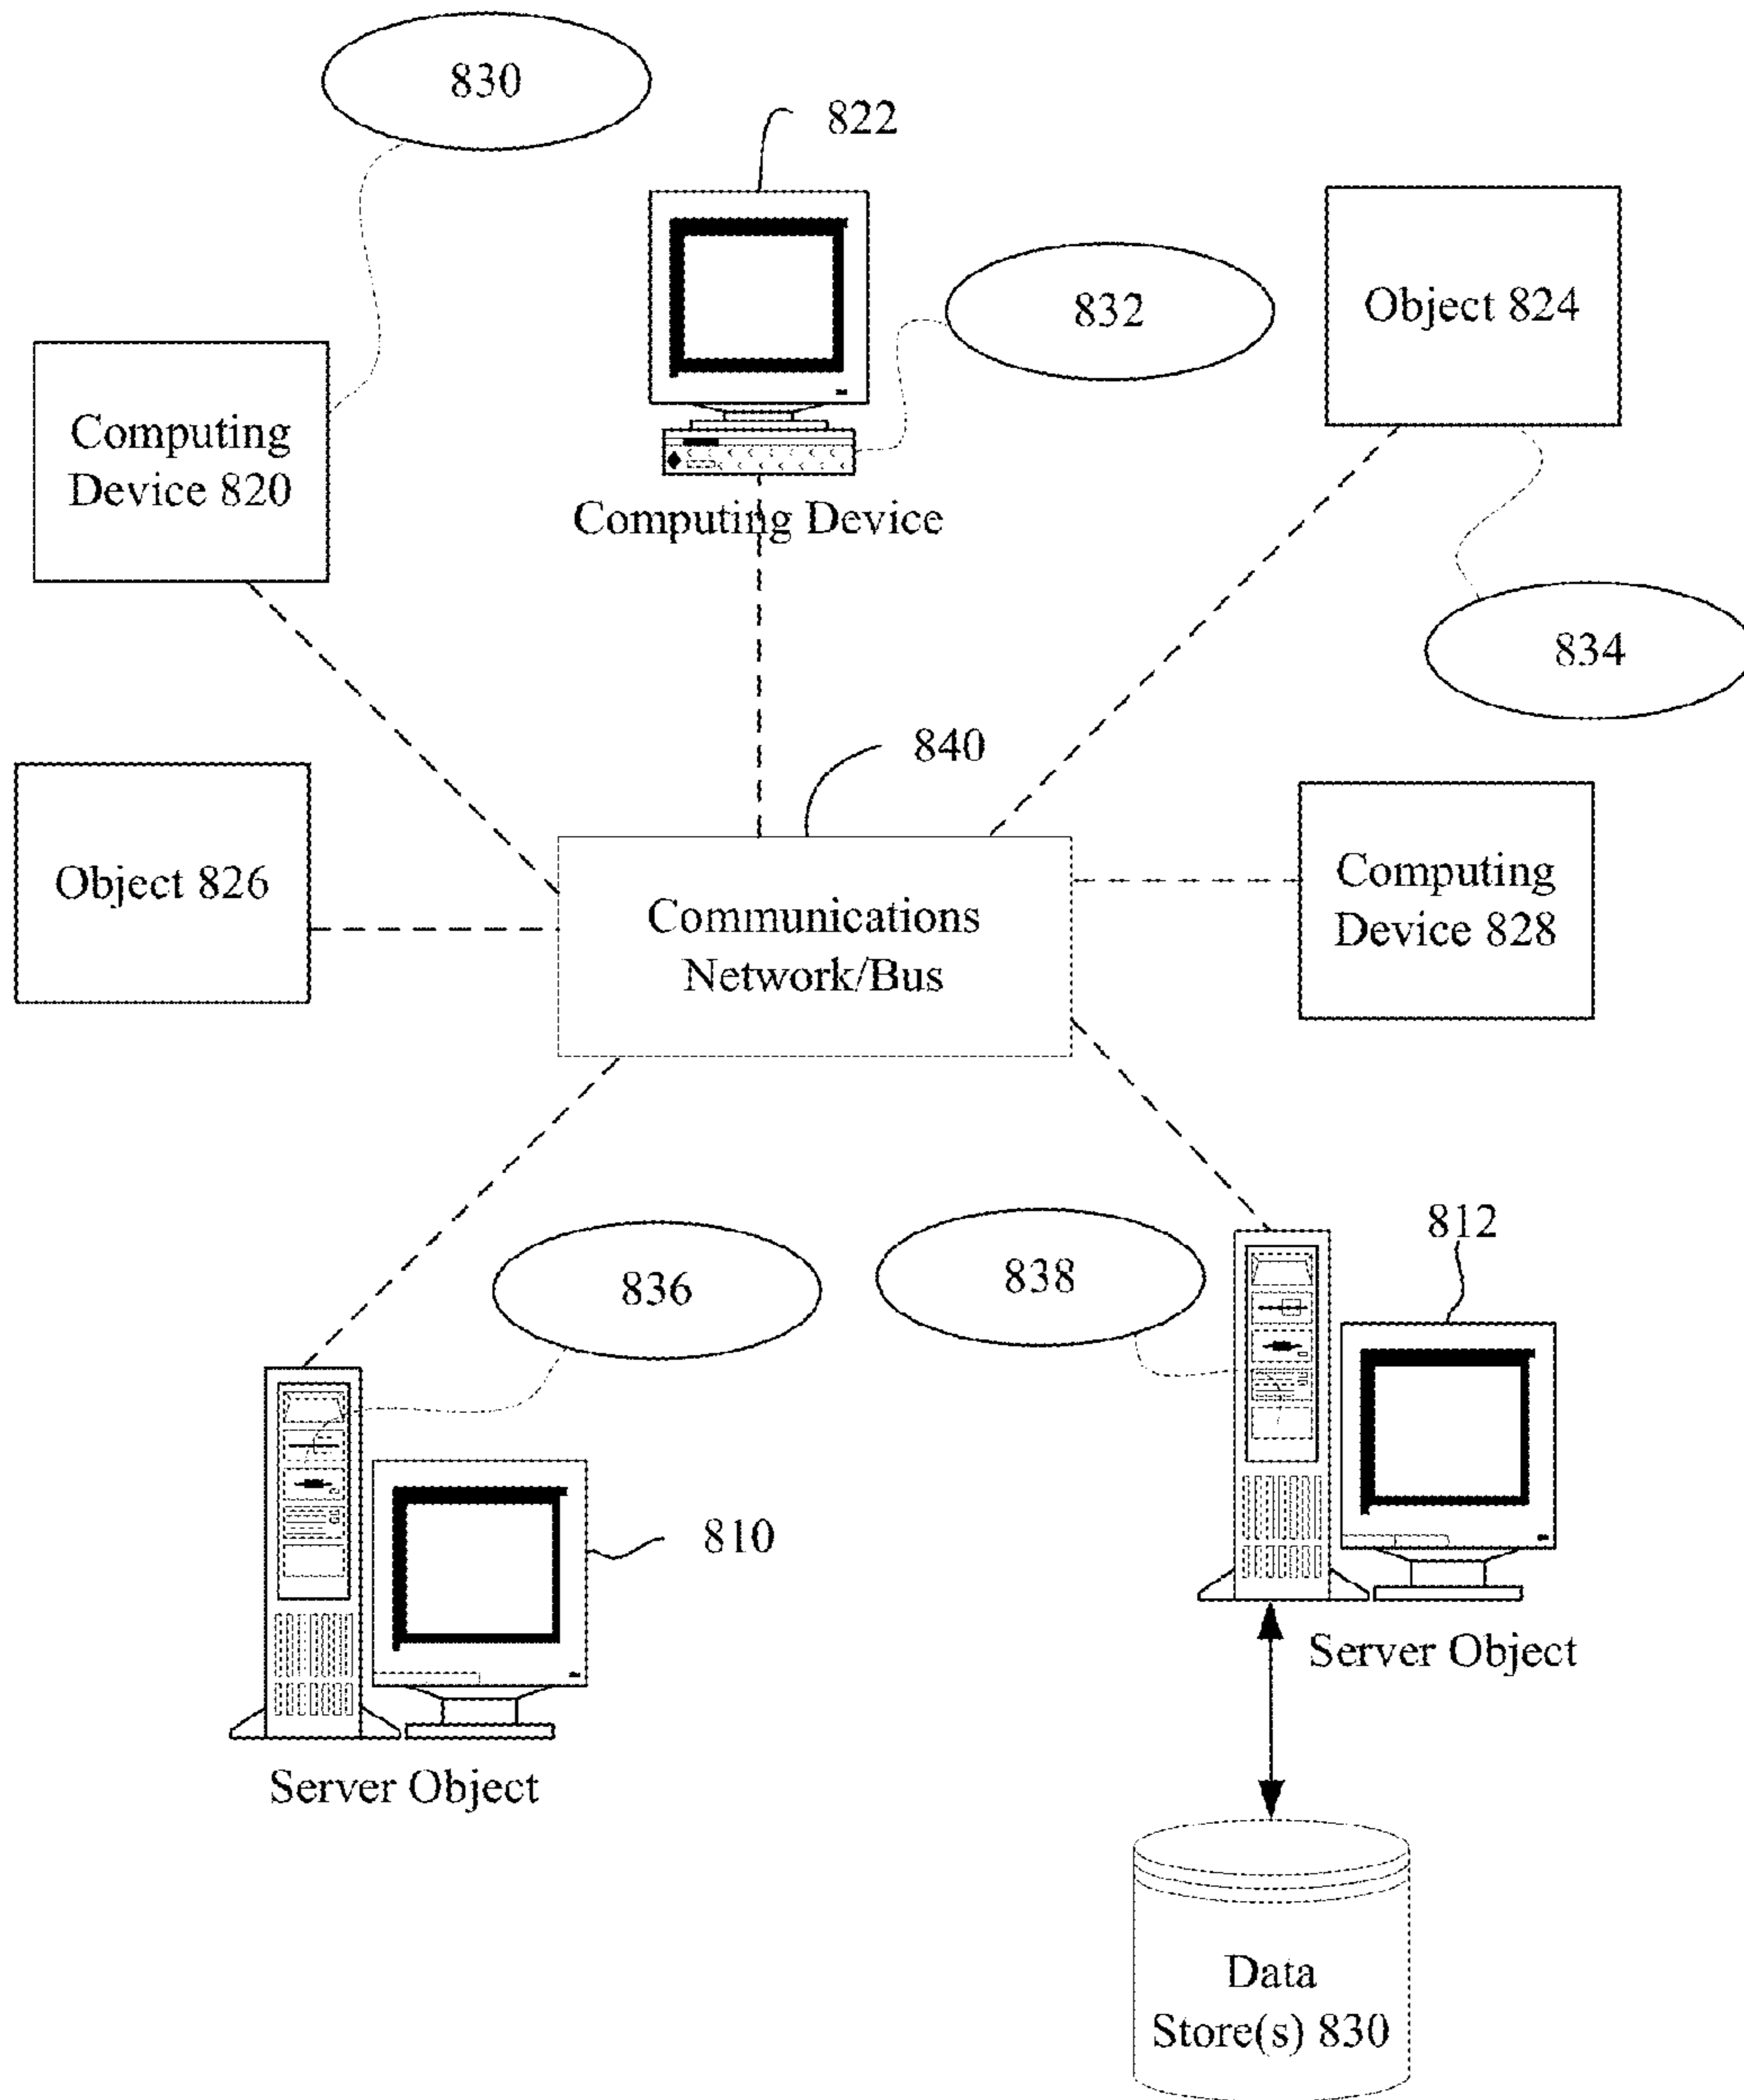 830
822
832
Object 824
Computing
Device 820
Computing Device
834
840
Object 826
Communications
Network/Bus
Computing
Device 828
836
838
812
810
Server Object
Server Object
Data
Store(s) 830